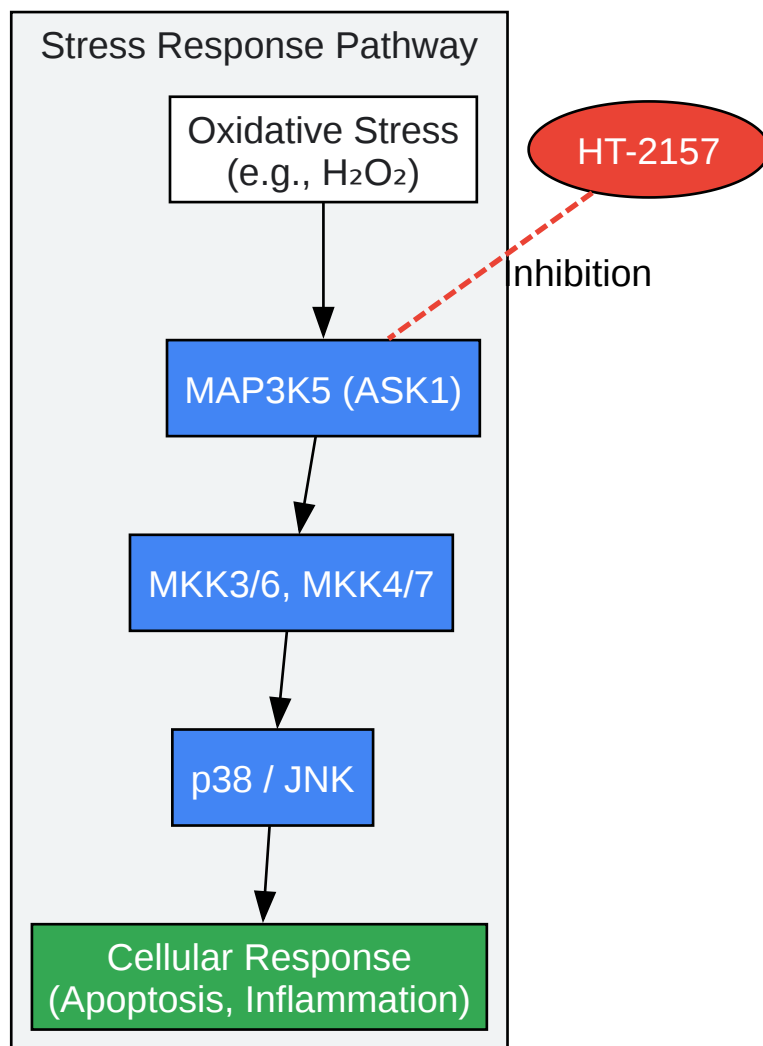 Stress Response Pathway
Oxidative Stress
(e.g., H₂O₂)
HT-2157
Inhibition
MAP3K5 (ASK1)
MKK3/6, MKK4/7
p38 / JNK
Cellular Response
(Apoptosis, Inflammation)